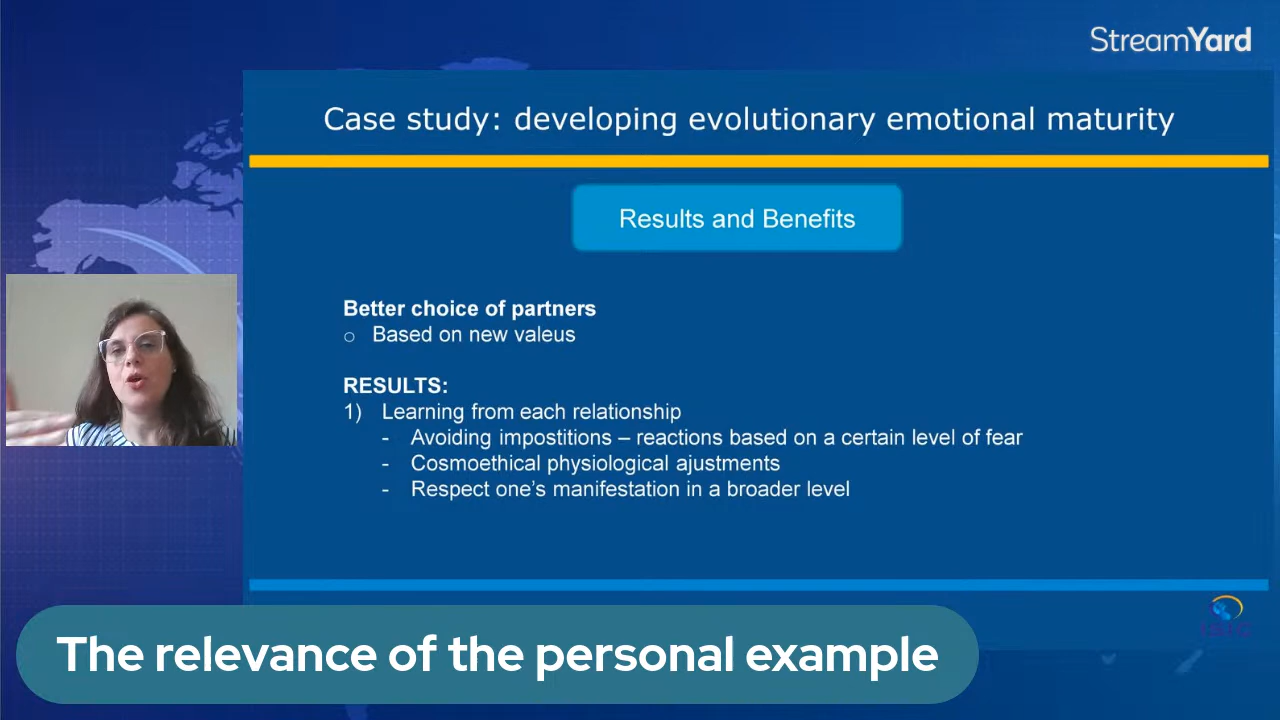 StreamYard
Case study: developing evolutionary emotional maturity
Results and Benefits
Better choice of partners
o Based on new valeus
RESULTS:
1) Learning from each relationship
- Avoiding impostitions – reactions based on a certain level of fear
- Cosmoethical physiological ajustments
- Respect one's manifestation in a broader level
The relevance of the personal example